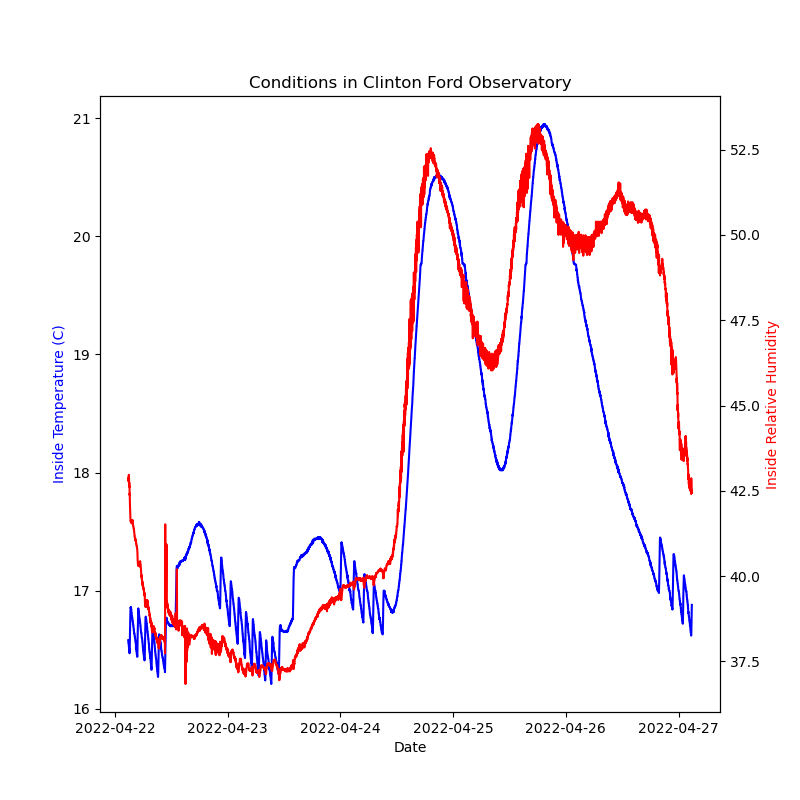 Conditions in Clinton Ford Observatory
21
20
19
18
17
16
Inside Temperature (C)
52.5
50.0
47.5
45.0
42.5
40.0
37.5
Inside Relative Humidity
2022-04-22 2022-04-23 2022-04-24 2022-04-25 2022-04-26 2022-04-27
Date